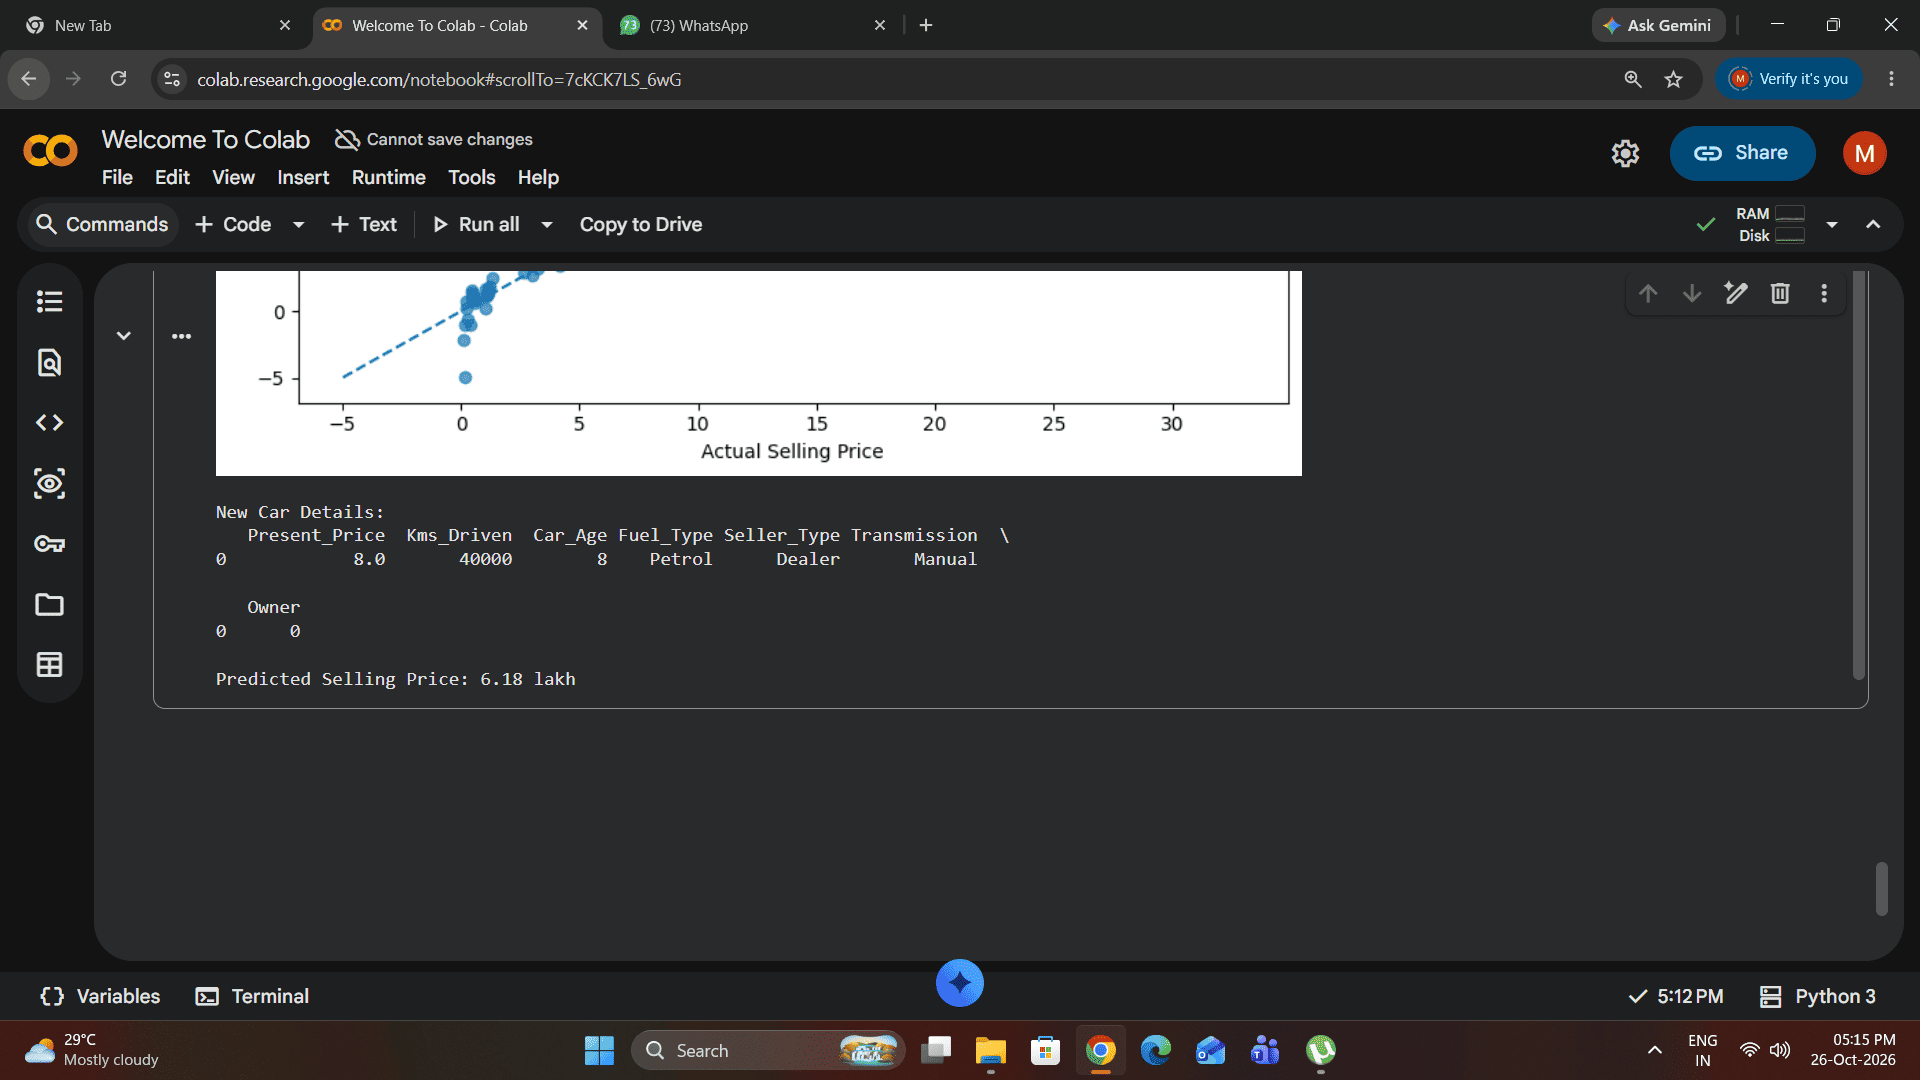 New Tab
Welcome To Colab - Colab
73 (73) WhatsApp
Ask Gemini
colab.research.google.com/notebook#scrollTo=7cKCK7LS_6wG
M Verify it's you
Welcome To Colab
Cannot save changes
Share
M
File Edit View Insert Runtime Tools Help
Commands
+ Code
+ Text
Run all
Copy to Drive
RAM
Disk
0
−5
−5 0 5 10 15 20 25 30
Actual Selling Price
New Car Details:
Present_Price Kms_Driven Car_Age Fuel_Type Seller_Type Transmission \
0 8.0 40000 8 Petrol Dealer Manual
Owner
0 0
Predicted Selling Price: 6.18 lakh
{} Variables
Terminal
5:12 PM
Python 3
29°C
Mostly cloudy
Search
ENG
IN
05:15 PM
26-Oct-2026